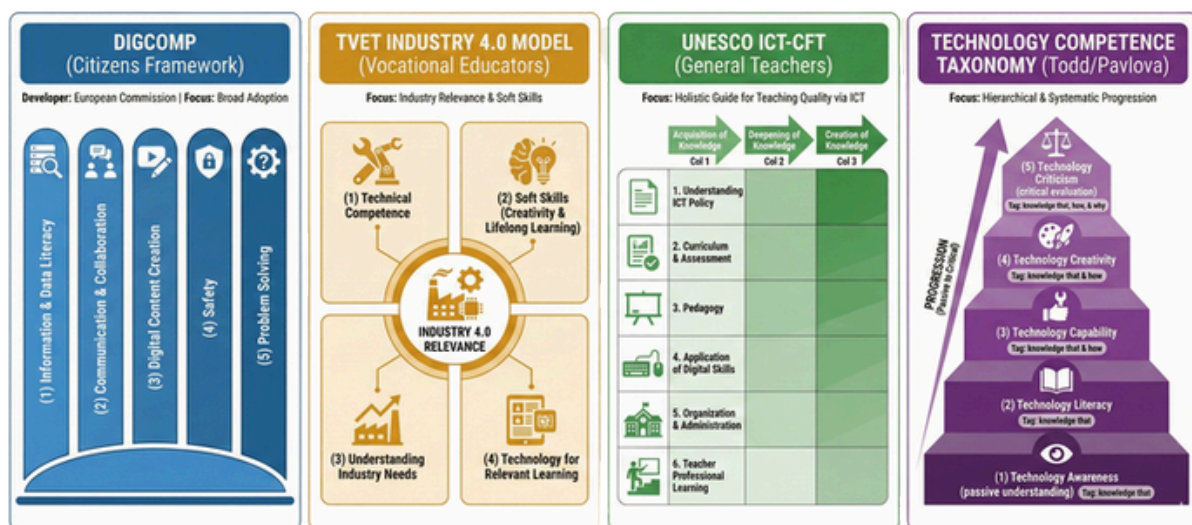 DIGCOMP
(Citizens Framework)
Developer: European Commission | Focus: Broad Adoption
(1) Information & Data Literacy
(2) Communication & Collaboration
(3) Digital Content Creation
(4) Safety
(5) Problem Solving
TVET INDUSTRY 4.0 MODEL
(Vocational Educators)
Focus: Industry Relevance & Soft Skills
(1) Technical
Competence
(2) Soft Skills
(Creativity &
Lifelong Learning)
INDUSTRY 4.0
RELEVANCE
(3) Understanding
Industry Needs
(4) Technology for
Relevant Learning
UNESCO ICT-CFT
(General Teachers)
Focus: Holistic Guide for Teaching Quality via ICT
Acquisition of
Knowledge
Col 1
Deepening of
Knowledge
Col 2
Creation of
Knowledge
Col 3
1. Understanding
ICT Policy
2. Curriculum
& Assessment
3. Pedagogy
4. Application
of Digital Skills
5. Organization
& Administration
6. Teacher
Professional
Learning
TECHNOLOGY COMPETENCE
TAXONOMY (Todd/Pavlova)
Focus: Hierarchical & Systematic Progression
PROGRESSION
(Passive to Critical)
(5) Technology
Criticism
(critical evaluation)
Tag: knowledge that, how, & why
(4) Technology Creativity
Tag: knowledge that & how
(3) Technology Capability
Tag: knowledge that & how
(2) Technology Literacy
Tag: knowledge that
(1) Technology Awareness
(passive understanding) Tag: knowledge that